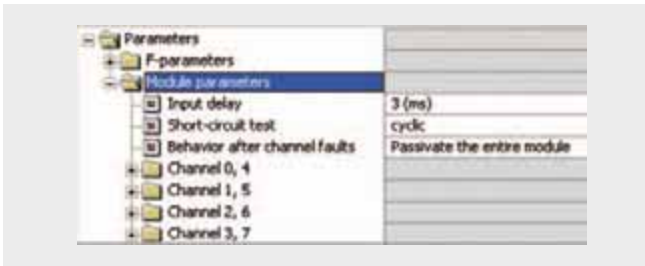 Parameters
F-parameters
Module parameters
Input delay 3 (ms)
Short-circuit test cyclic
Behavior after channel faults Passivate the entire module
Channel 0, 4
Channel 1, 5
Channel 2, 6
Channel 3, 7